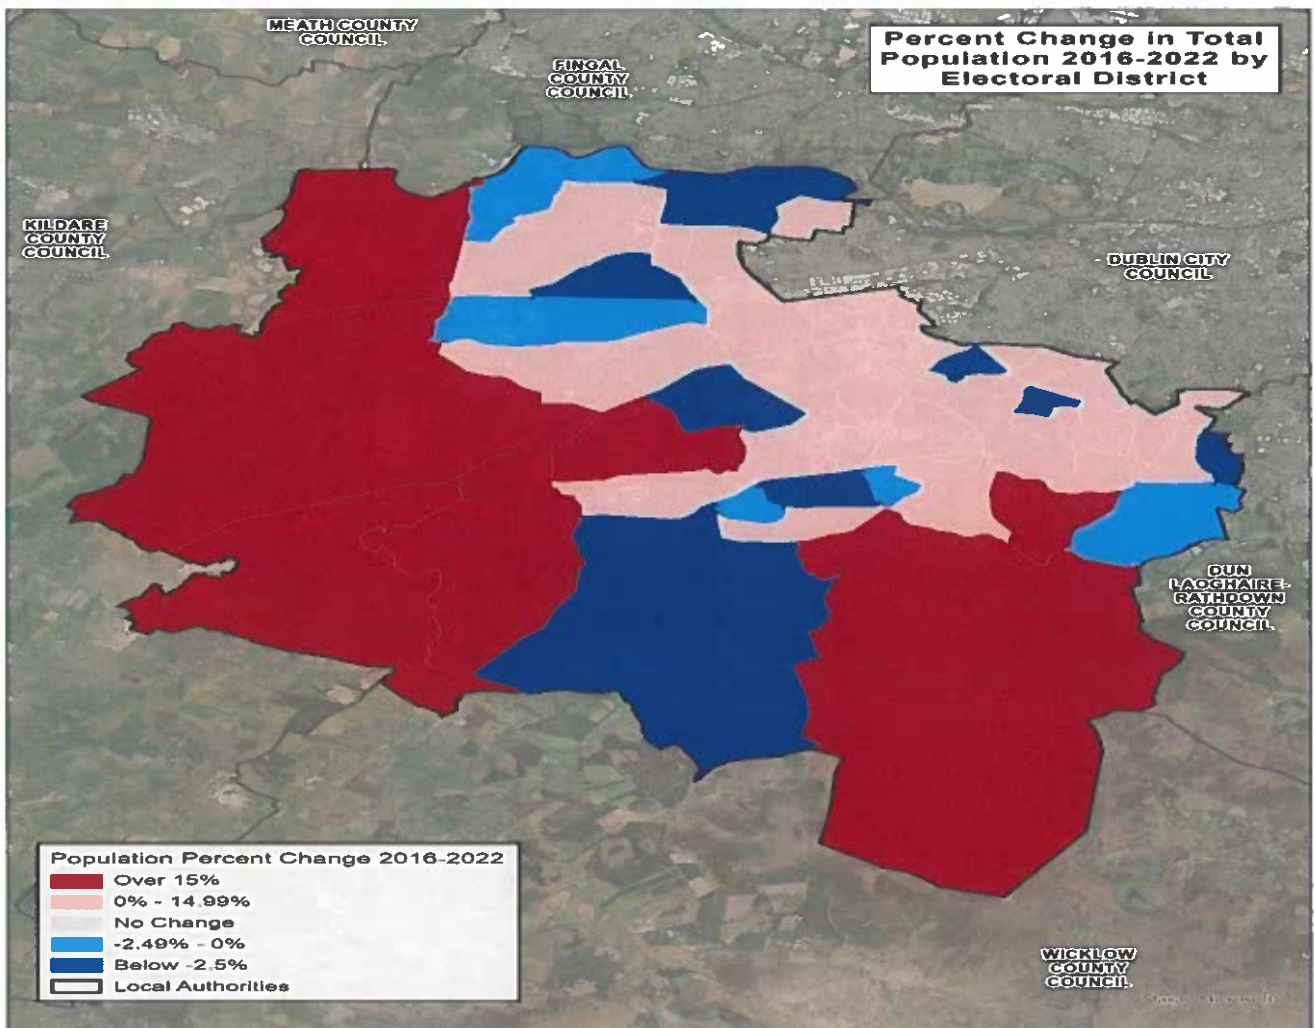 MEATH COUNTY
COUNCIL
Percent Change in Total
Population 2016-2022 by
Electoral District
FINGAL
COUNTY
COUNCIL
KILDARE
COUNTY
COUNCIL
DUBLIN CITY
COUNCIL
DUN
LAOGHAIRE-
RATHDOWN
COUNTY
COUNCIL
Population Percent Change 2016-2022
Over 15%
0% - 14.99%
No Change
-2.49% - 0%
Below -2.5%
Local Authorities
WICKLOW
COUNTY
COUNCIL